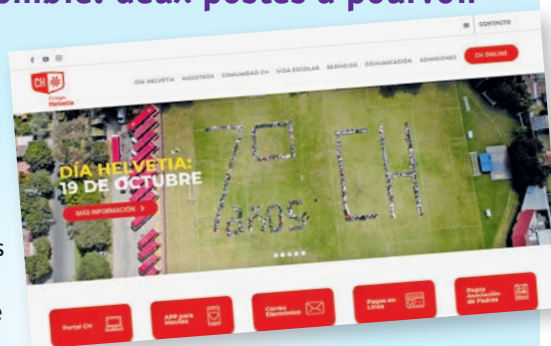 deux postes à pourvoir
CONTACTO
DÍA HELVETIA NOSOTROS COMUNIDAD CH VIDA ESCOLAR SERVICIOS COMUNICACIÓN ADMISIONES CH ONLINE
CH
Colegio
Helvetia
70 CH
años
DÍA HELVETIA:
19 DE OCTUBRE
MÁS INFORMACIÓN >
s
e
Portal CH
APP para
Móviles
Correo
Electrónico
Pagos en
Línea
Pagos
Asociación
de Padres